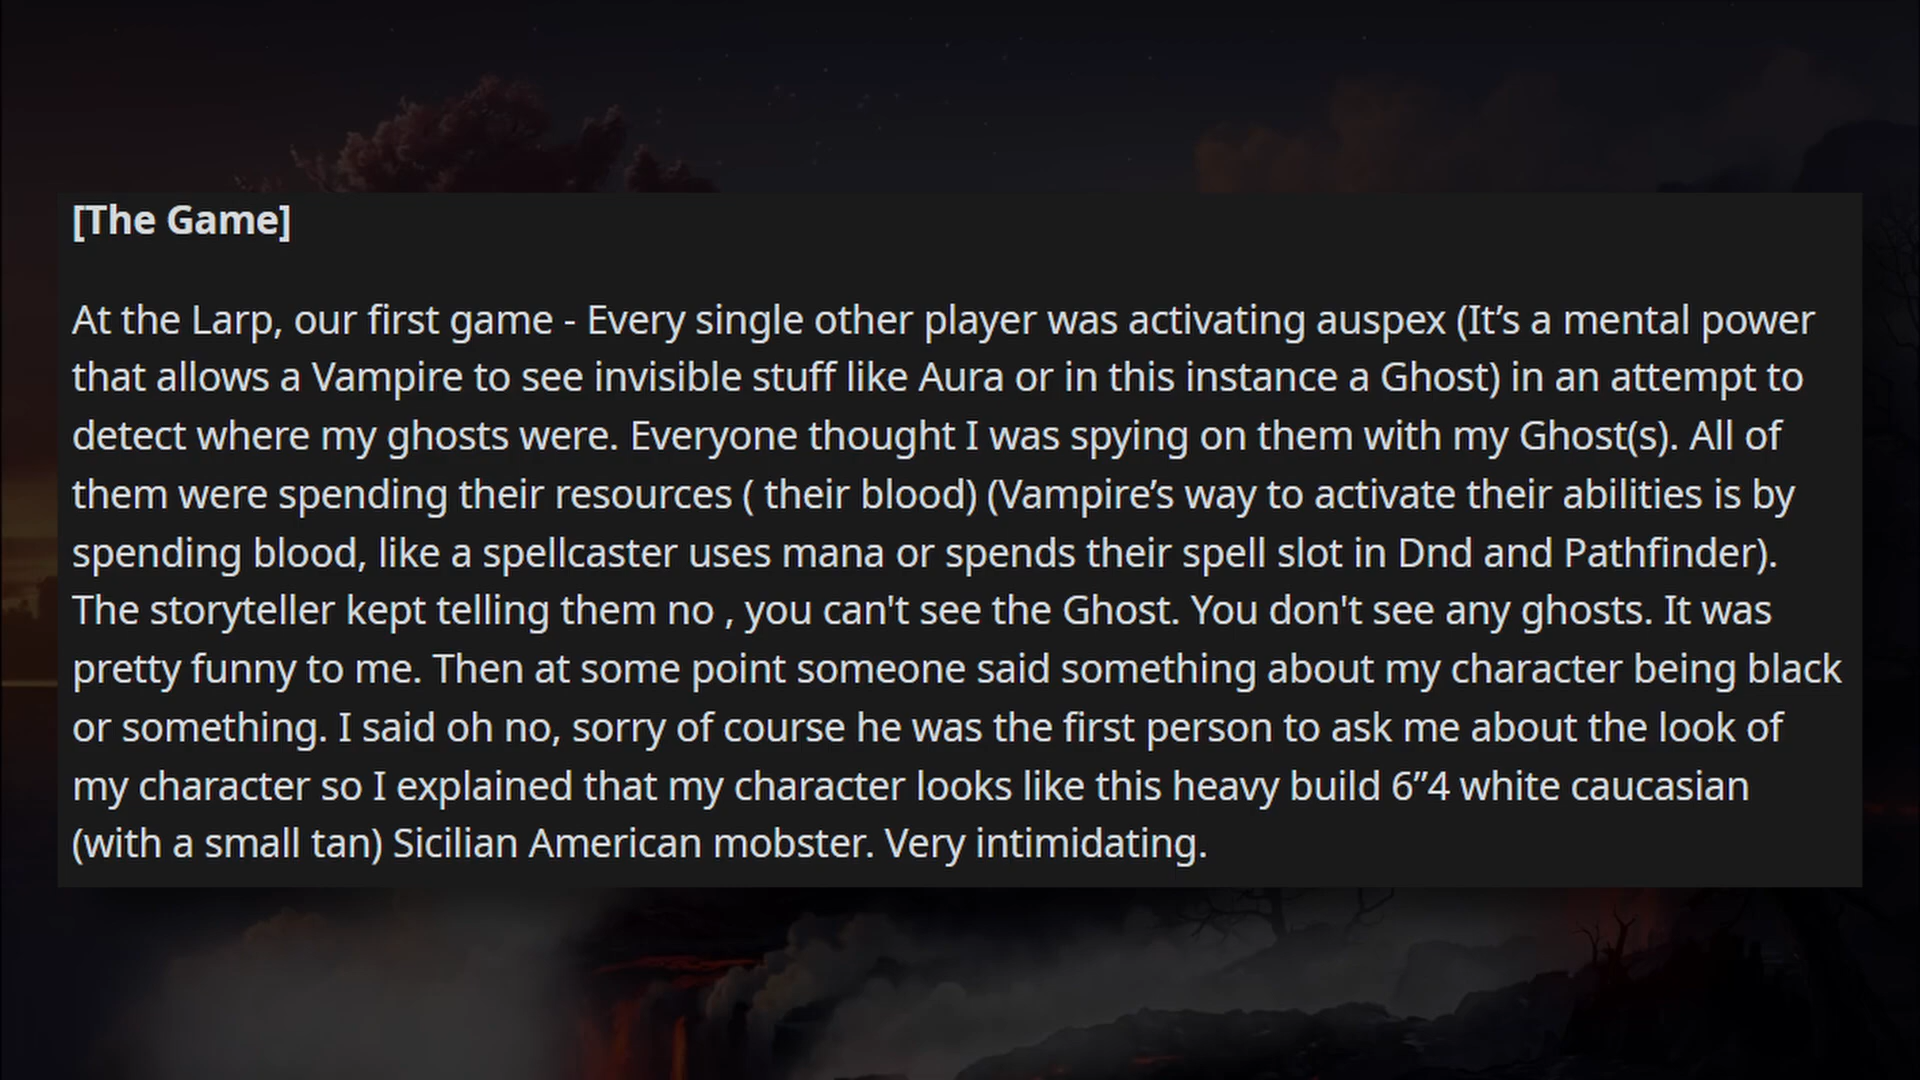 [The Game]
At the Larp, our first game - Every single other player was activating auspex (It’s a mental power
that allows a Vampire to see invisible stuff like Aura or in this instance a Ghost) in an attempt to
detect where my ghosts were. Everyone thought I was spying on them with my Ghost(s). All of
them were spending their resources ( their blood) (Vampire’s way to activate their abilities is by
spending blood, like a spellcaster uses mana or spends their spell slot in Dnd and Pathfinder).
The storyteller kept telling them no , you can't see the Ghost. You don't see any ghosts. It was
pretty funny to me. Then at some point someone said something about my character being black
or something. I said oh no, sorry of course he was the first person to ask me about the look of
my character so I explained that my character looks like this heavy build 6”4 white caucasian
(with a small tan) Sicilian American mobster. Very intimidating.